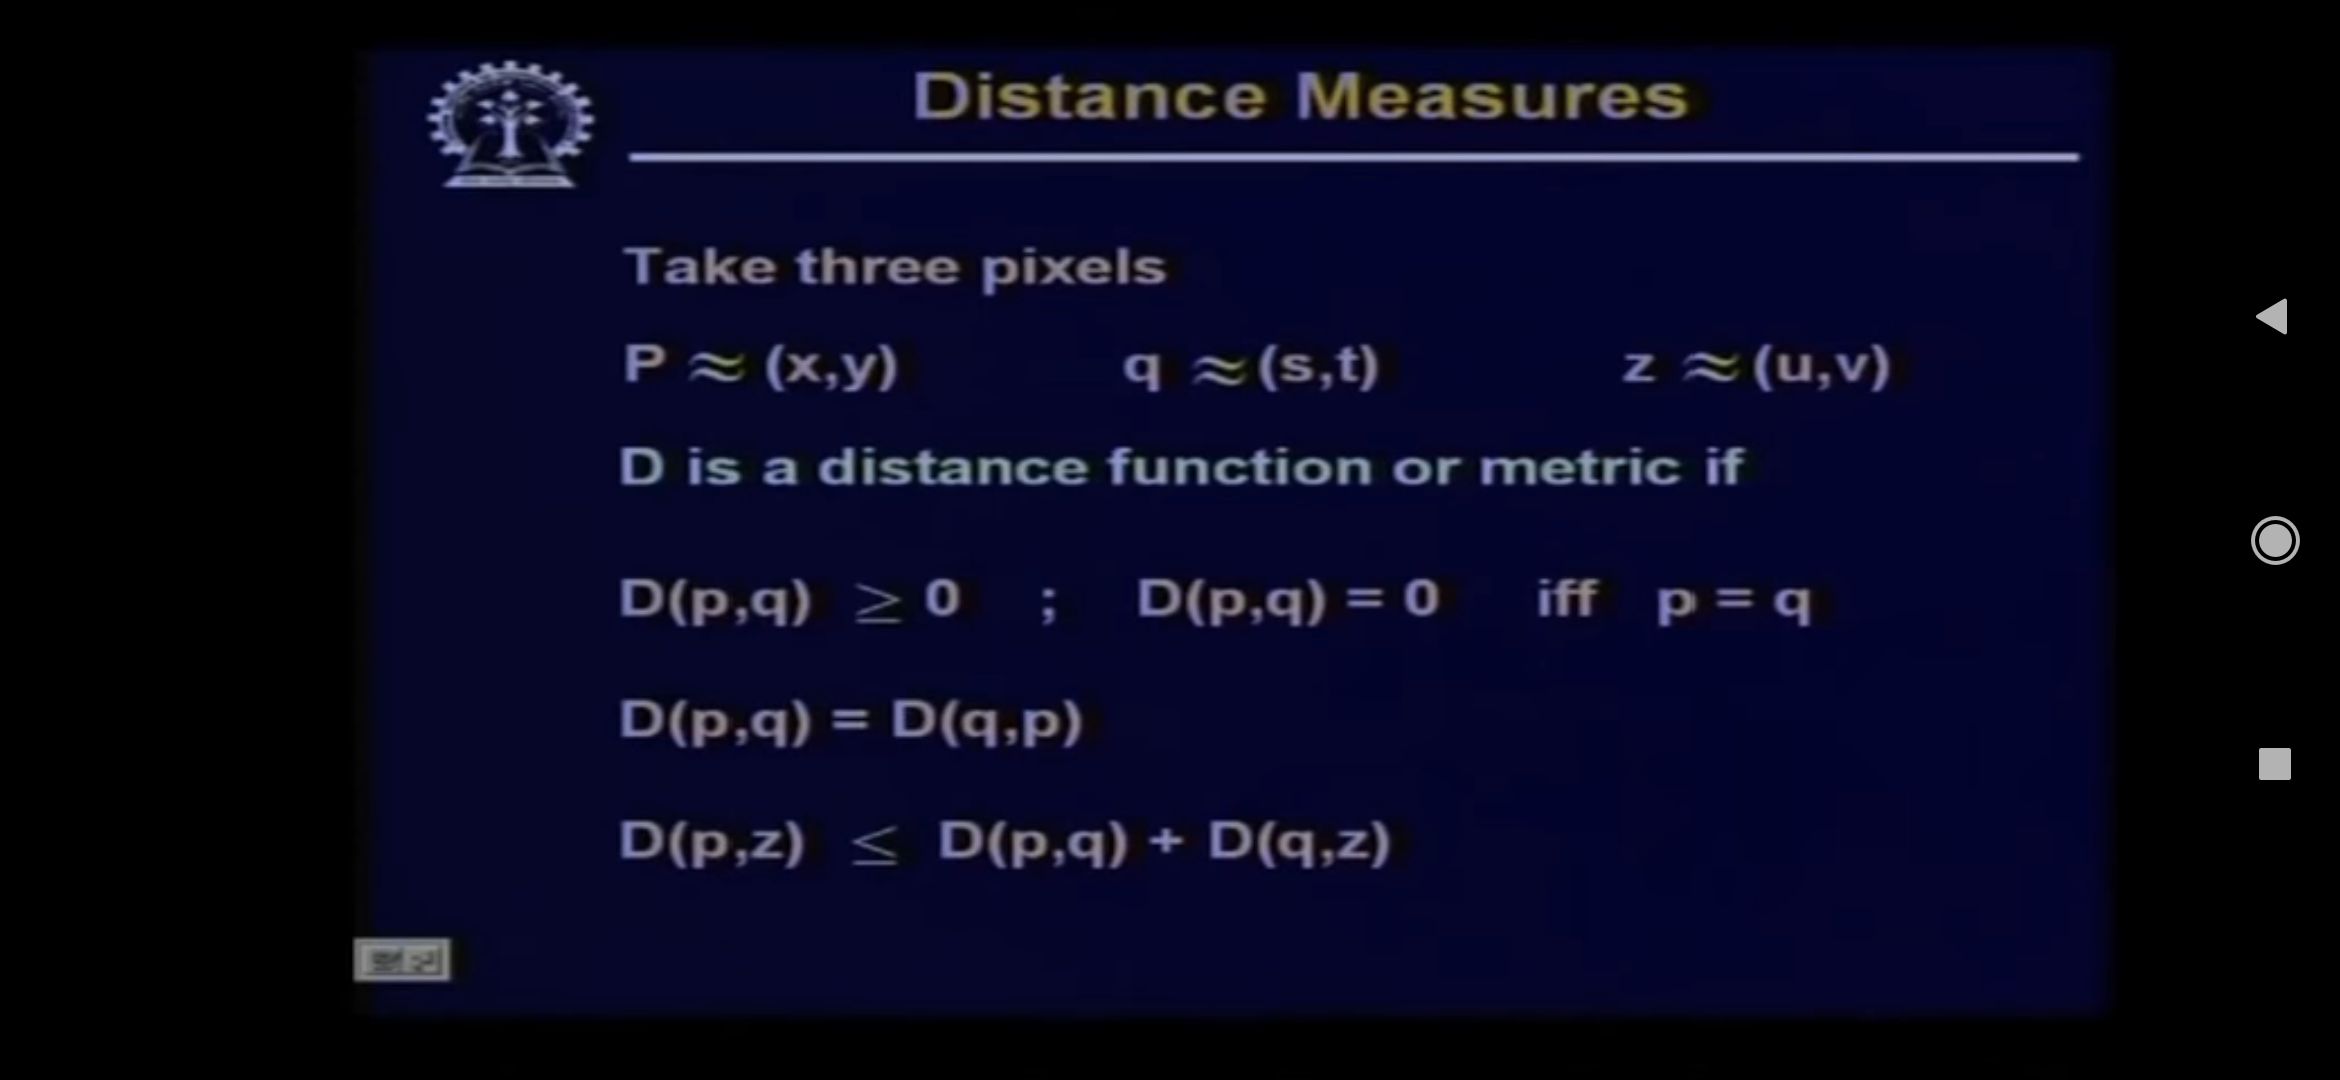 Distance Measures
Take three pixels
P ≈ (x,y) q ≈ (s,t) z ≈ (u,v)
D is a distance function or metric if
D(p,q) ≥ 0 ; D(p,q) = 0 iff p = q
D(p,q) = D(q,p)
D(p,z) ≤ D(p,q) + D(q,z)